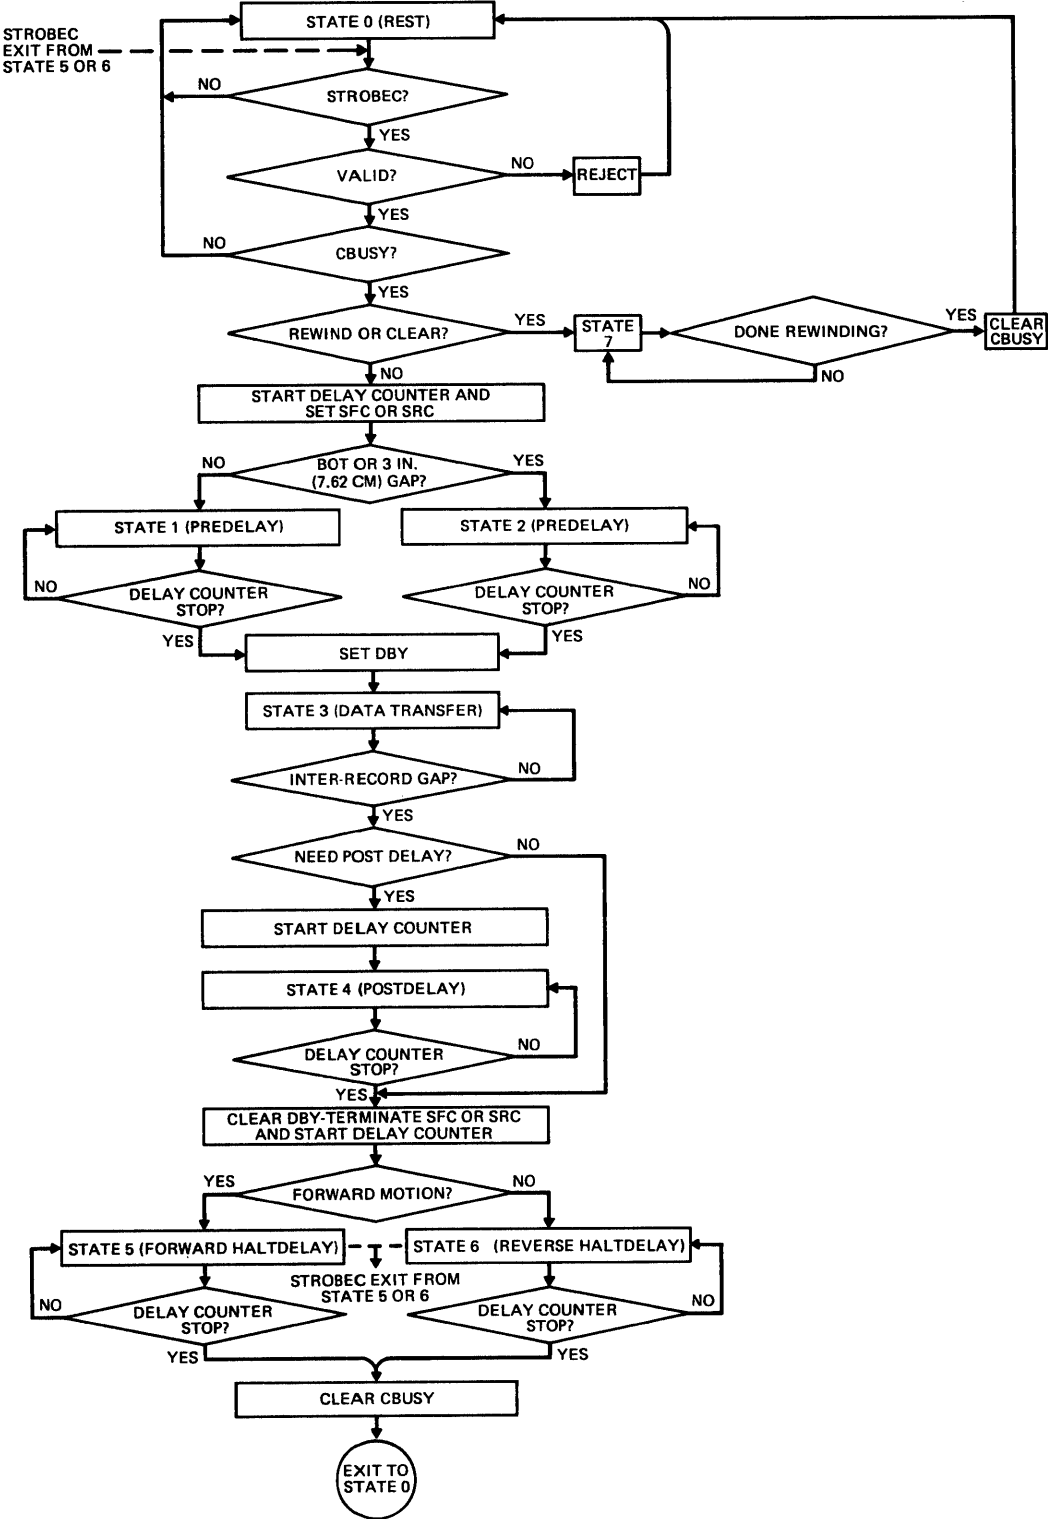 STATE 0 (REST)
STROBEC
EXIT FROM
STATE 5 OR 6
NO
STROBEC?
YES
VALID?
NO
REJECT
YES
NO
CBUSY?
YES
REWIND OR CLEAR?
YES
STATE
7
DONE REWINDING?
YES
CLEAR
CBUSY
NO
NO
START DELAY COUNTER AND
SET SFC OR SRC
NO
BOT OR 3 IN.
(7.62 CM) GAP?
YES
STATE 1 (PREDELAY)
STATE 2 (PREDELAY)
NO
DELAY COUNTER
STOP?
DELAY COUNTER
STOP?
NO
YES
YES
SET DBY
STATE 3 (DATA TRANSFER)
INTER-RECORD GAP?
NO
YES
NEED POST DELAY?
NO
YES
START DELAY COUNTER
STATE 4 (POSTDELAY)
DELAY COUNTER
STOP?
NO
YES
CLEAR DBY-TERMINATE SFC OR SRC
AND START DELAY COUNTER
YES
FORWARD MOTION?
NO
STATE 5 (FORWARD HALTDELAY)
STATE 6 (REVERSE HALTDELAY)
STROBEC EXIT FROM
STATE 5 OR 6
NO
DELAY COUNTER
STOP?
DELAY COUNTER
STOP?
NO
YES
YES
CLEAR CBUSY
EXIT TO
STATE 0